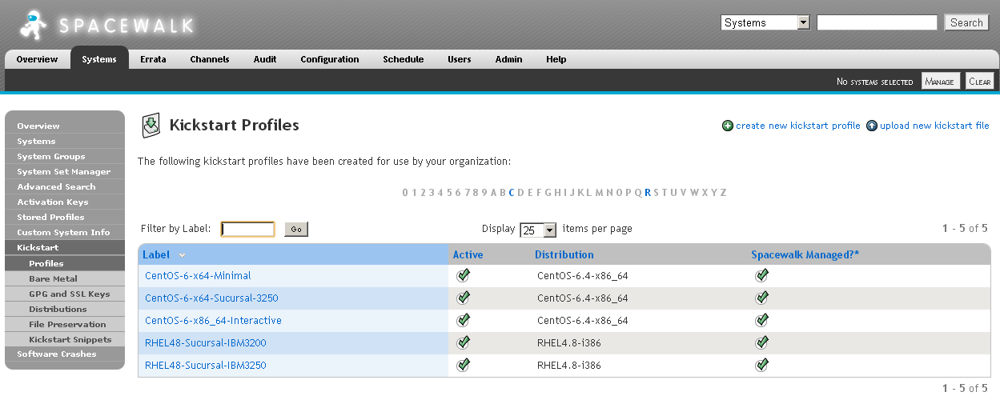 SPACEWALK
Systems Search
Overview Systems Errata Channels Audit Configuration Schedule Users Admin Help
No systems selected Manage Clear
Overview
Systems
System Groups
System Set Manager
Advanced Search
Activation Keys
Stored Profiles
Custom System Info
Kickstart
Profiles
Bare Metal
GPG and SSL Keys
Distributions
File Preservation
Kickstart Snippets
Software Crashes
Kickstart Profiles
create new kickstart profile upload new kickstart file
The following kickstart profiles have been created for use by your organization:
0 1 2 3 4 5 6 7 8 9 A B C D E F G H I J K L M N O P Q R S T U V W X Y Z
Filter by Label: Go Display 25 items per page 1 - 5 of 5
Label Active Distribution Spacewalk Managed?*
CentOS-6-x64-Minimal CentOS-6.4-x86_64
CentOS-6-x64-Sucursal-3250 CentOS-6.4-x86_64
CentOS-6-x86_64-Interactive CentOS-6.4-x86_64
RHEL48-Sucursal-IBM3200 RHEL4.8-i386
RHEL48-Sucursal-IBM3250 RHEL4.8-i386
1 - 5 of 5